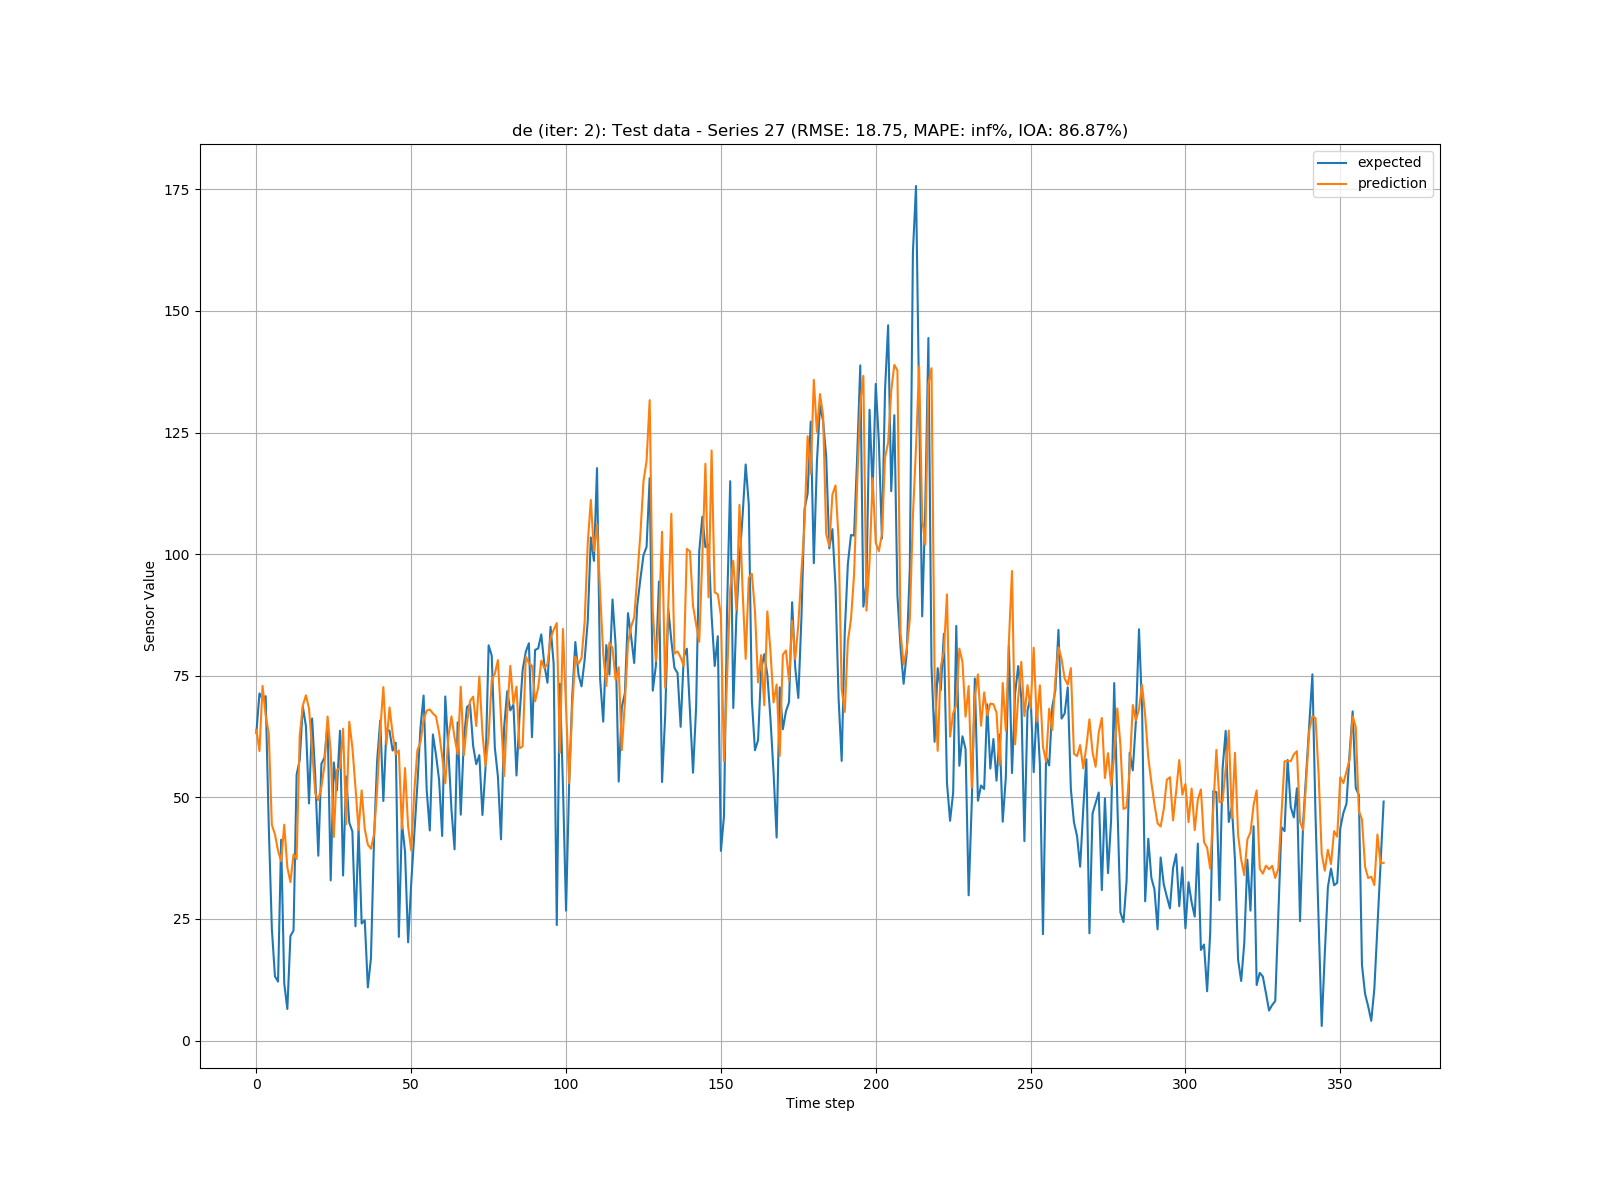 de (iter: 2): Test data - Series 27 (RMSE: 18.75, MAPE: inf%, IOA: 86.87%)
expected
prediction
175
150
125
100
75
50
25
0
Sensor Value
0 50 100 150 200 250 300 350
Time step